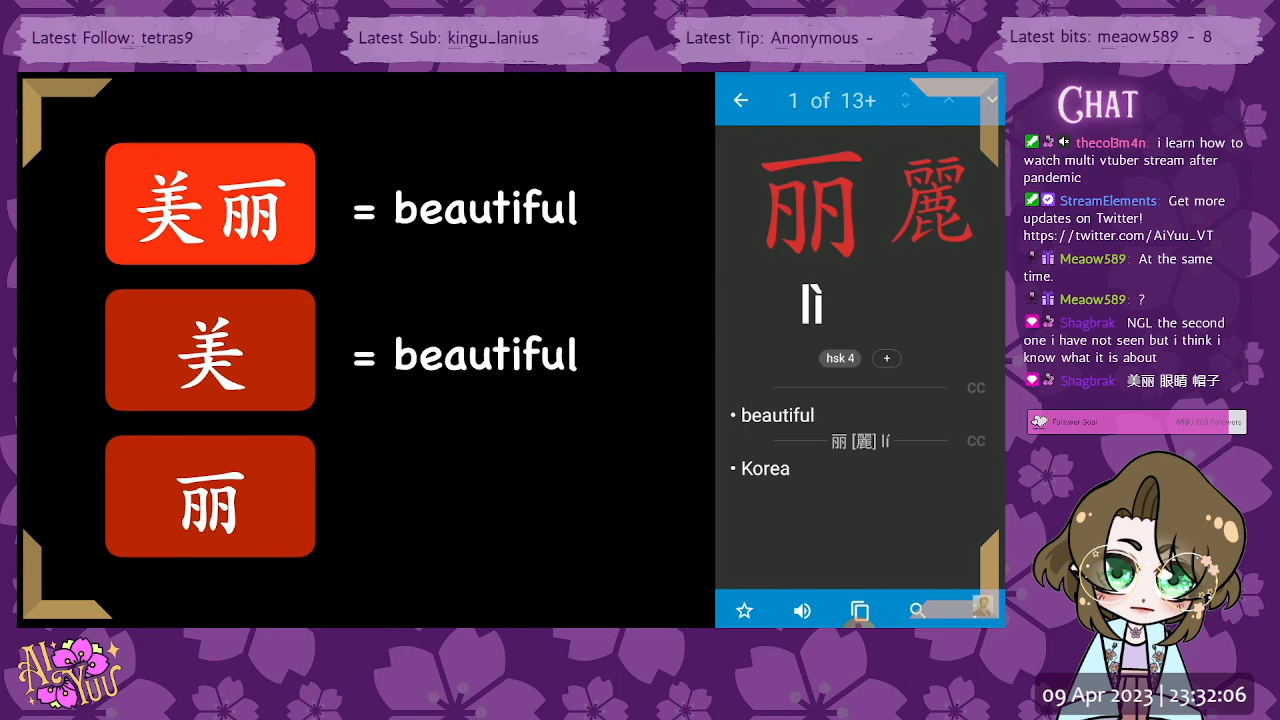 Latest Follow: tetras9
Latest Sub: kingu_lanius
Latest Tip: Anonymous -
Latest bits: meaow589 - 8
美丽 = beautiful
美 = beautiful
丽
1 of 13+
丽 麗
lì
hsk 4
+
CC
• beautiful
丽 [麗] lí
CC
• Korea
CHAT
thecol3m4n: i learn how to
watch multi vtuber stream after
pandemic
StreamElements: Get more
updates on Twitter!
https://twitter.com/AiYuu_VT
Meaow589: At the same
time.
Meaow589: ?
Shagbrak: NGL the second
one i have not seen but i think i
know what it is about
Shagbrak: 美丽 眼睛 帽子
Follower Goal
/ 500 Followers
AI YUU
09 Apr 2023 | 23:32:06